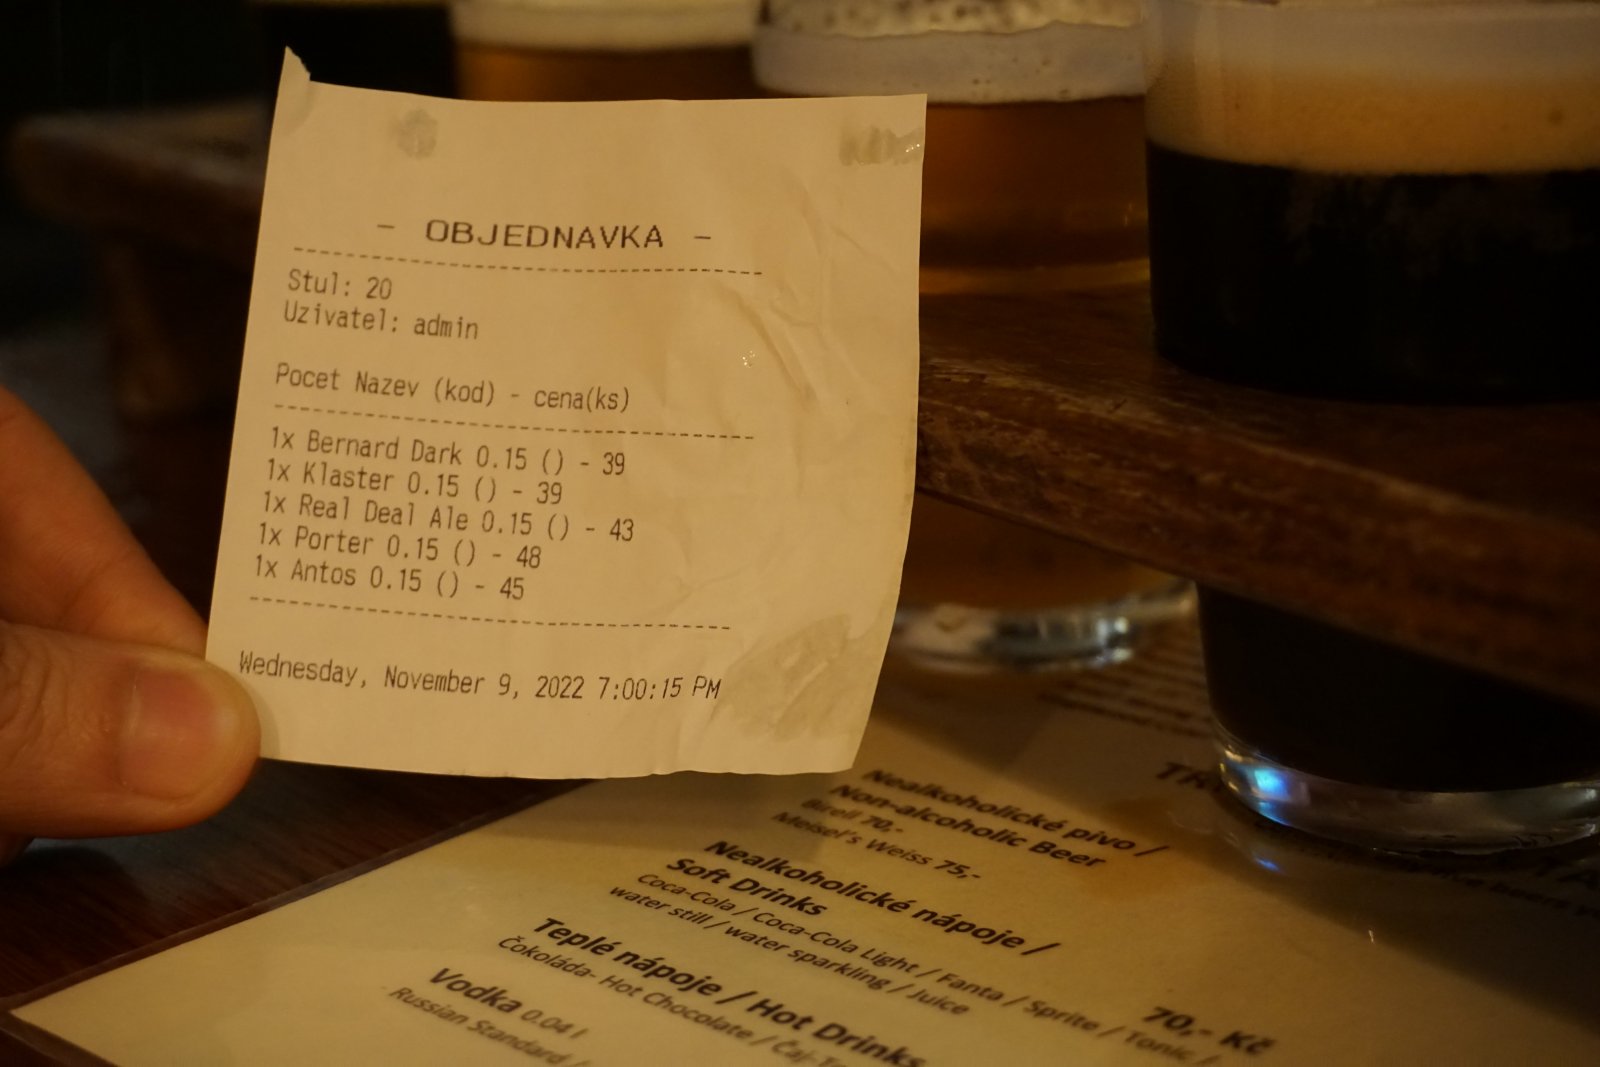 - OBJEDNAVKA -
Stul: 20
Uzivatel: admin
Pocet Nazev (kod) - cena(ks)
1x Bernard Dark 0.15 () - 39
1x Klaster 0.15 () - 39
1x Real Deal Ale 0.15 () - 43
1x Porter 0.15 () - 48
1x Antos 0.15 () - 45
Wednesday, November 9, 2022 7:00:15 PM
Nealkoholické pivo /
Non-alcoholic Beer
Birell 70,-
Meisel's Weiss 75,-
Nealkoholické nápoje /
Soft Drinks
70,- Kč
Coca-Cola / Coca-Cola Light / Fanta / Sprite / Tonic /
water still / water sparkling / Juice
Teplé nápoje / Hot Drinks
Čokoláda- Hot Chocolate / Čaj-
Vodka 0.04 l
Russian Standard /